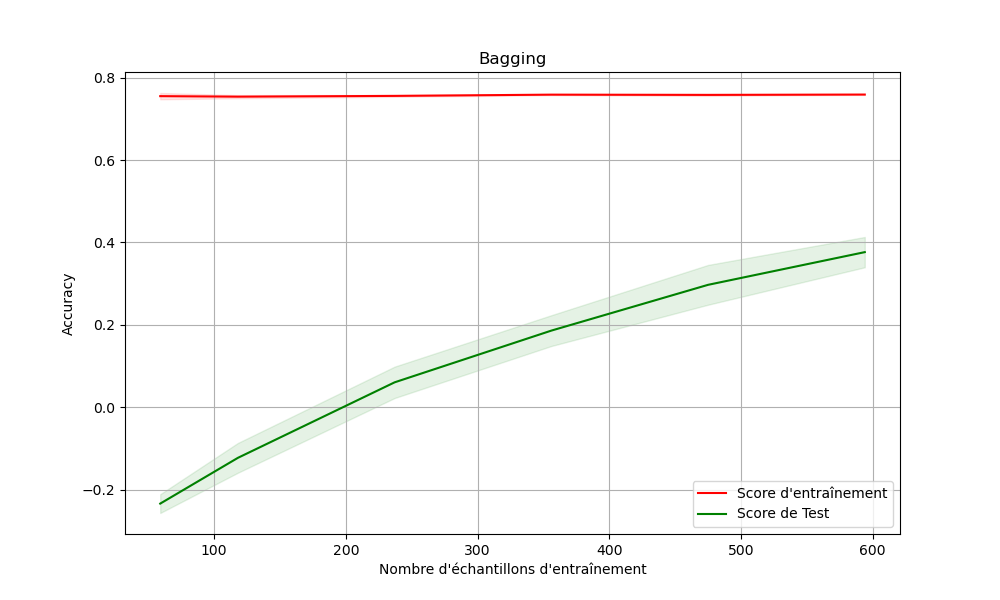 Bagging
Accuracy
0.8
0.6
0.4
0.2
0.0
−0.2
100 200 300 400 500 600
Nombre d'échantillons d'entraînement
Score d'entraînement
Score de Test